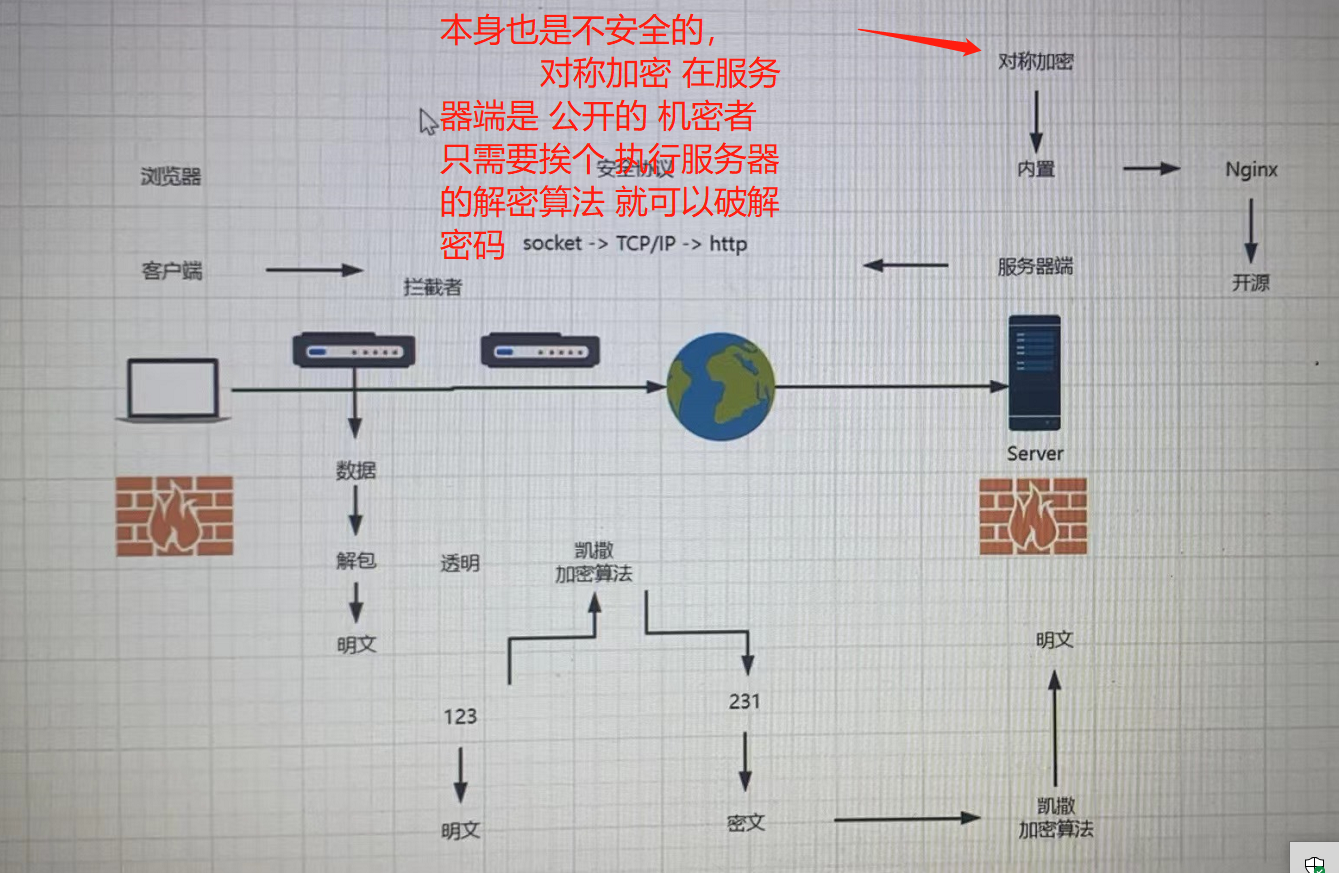 本身也是不安全的，
对称加密 在服务
器端是 公开的 机密者
只需要挨个 执行服务器
的解密算法 就可以破解
密码
对称加密
内置
Nginx
开源
浏览器
安全协议
socket -> TCP/IP -> http
客户端
拦截者
服务器端
Server
数据
解包
明文
透明
凯撒
加密算法
123
明文
231
密文
明文
凯撒
加密算法